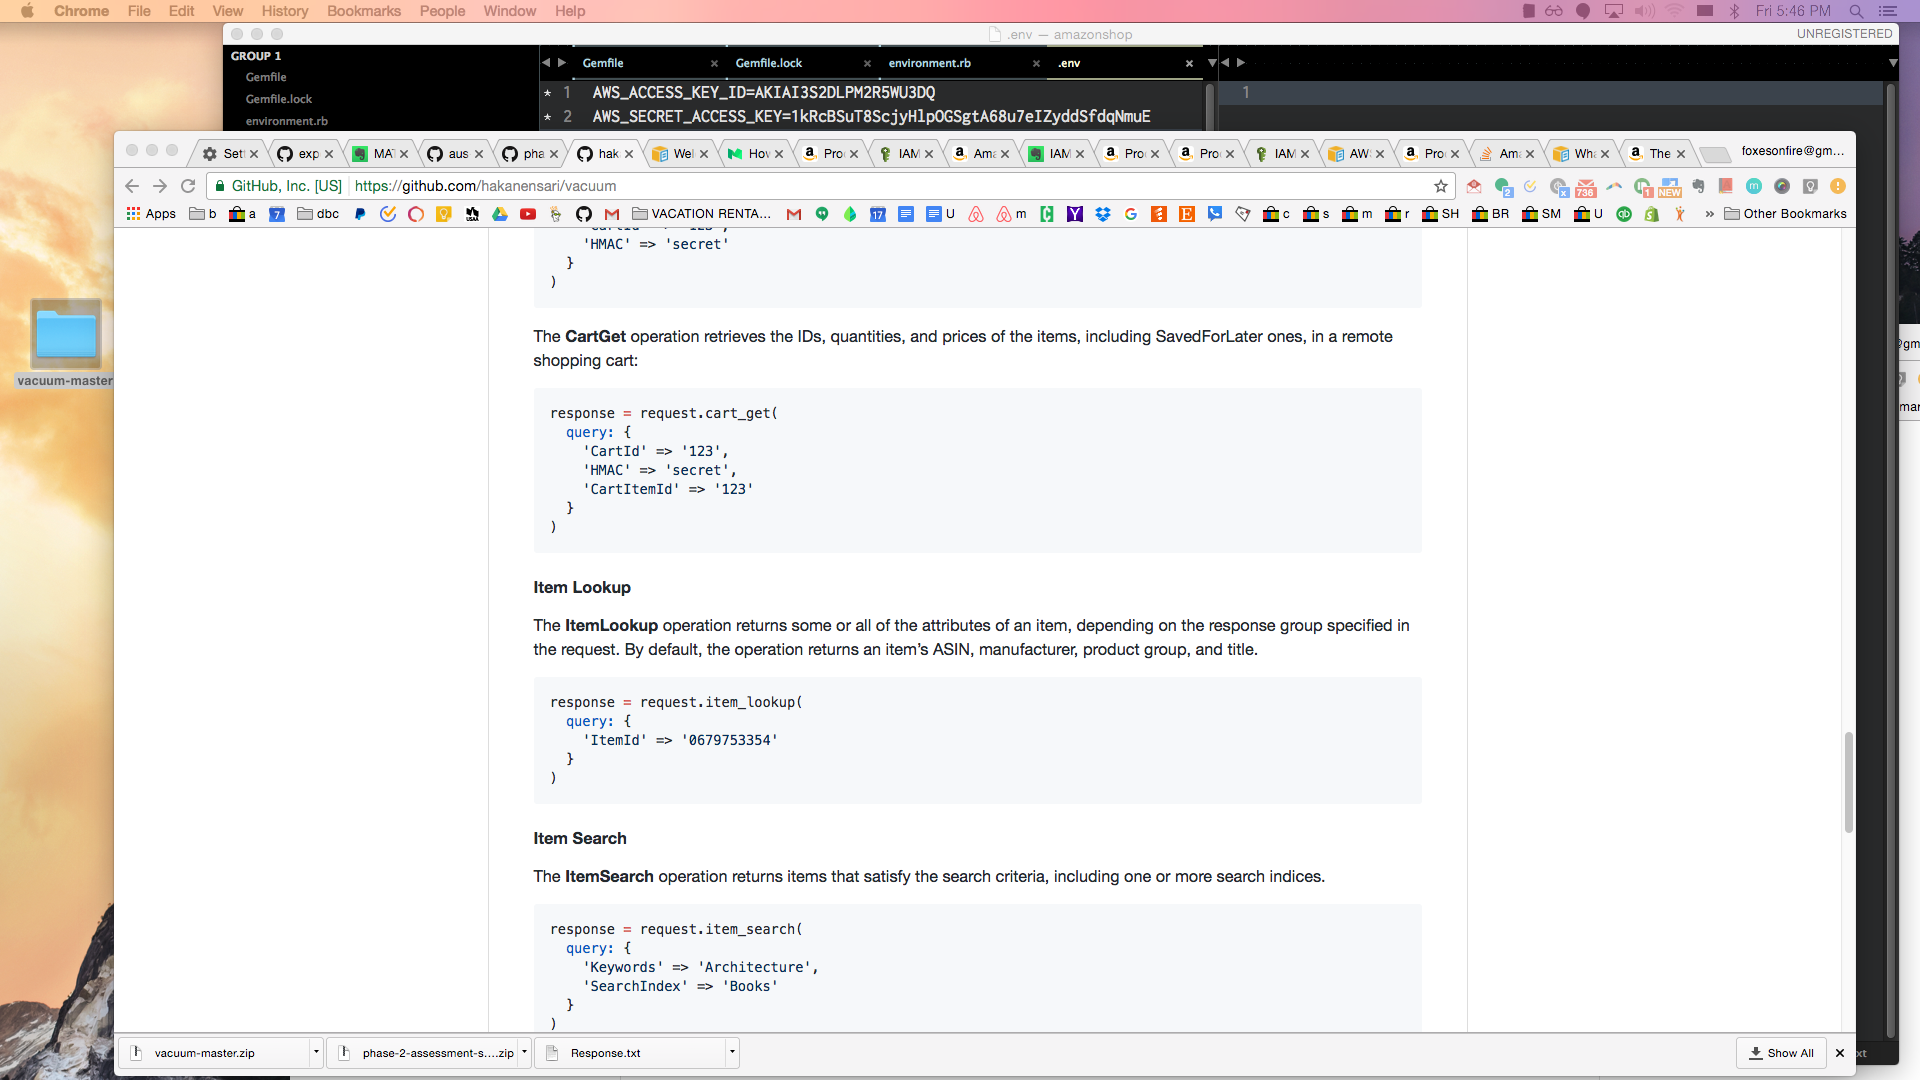 Chrome File Edit View History Bookmarks People Window Help Fri 5:46 PM
.env — amazonshop UNREGISTERED
GROUP 1
Gemfile
Gemfile.lock
environment.rb
Gemfile Gemfile.lock environment.rb .env
1 AWS_ACCESS_KEY_ID=AKIAI3S2DLPM2R5WU3DQ 1
2 AWS_SECRET_ACCESS_KEY=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
Set exp MA aus pha hak Wei How Pro IAM Ama IAM Pro Pro IAM AW Pro Ama Wha The foxesonfire@gm...
GitHub, Inc. [US] https://github.com/hakanensari/vacuum
Apps b a dbc VACATION RENTA... U m c s m r SH BR SM U » Other Bookmarks
'HMAC' => 'secret'
}
)
The CartGet operation retrieves the IDs, quantities, and prices of the items, including SavedForLater ones, in a remote
shopping cart:
response = request.cart_get(
query: {
'CartId' => '123',
'HMAC' => 'secret',
'CartItemId' => '123'
}
)
Item Lookup
The ItemLookup operation returns some or all of the attributes of an item, depending on the response group specified in
the request. By default, the operation returns an item’s ASIN, manufacturer, product group, and title.
response = request.item_lookup(
query: {
'ItemId' => '0679753354'
}
)
Item Search
The ItemSearch operation returns items that satisfy the search criteria, including one or more search indices.
response = request.item_search(
query: {
'Keywords' => 'Architecture',
'SearchIndex' => 'Books'
}
)
vacuum-master
vacuum-master.zip phase-2-assessment-s....zip Response.txt Show All